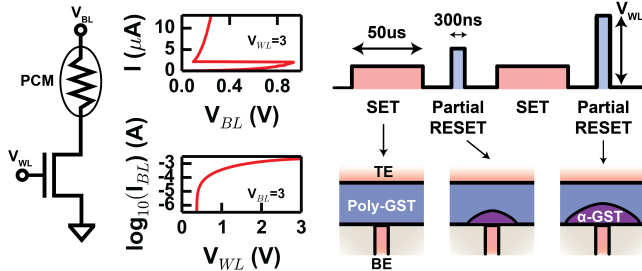 V_BL
PCM
V_WL
I (μA)
10
5
0
V_WL=3
0.0 0.4 0.8
V_BL (V)
log10(I_BL) (A)
-3
-4
-5
-6
V_BL=3
0 1 2 3
V_WL (V)
50us
300ns
V_WL
SET
Partial
RESET
SET
Partial
RESET
TE
Poly-GST
α-GST
BE